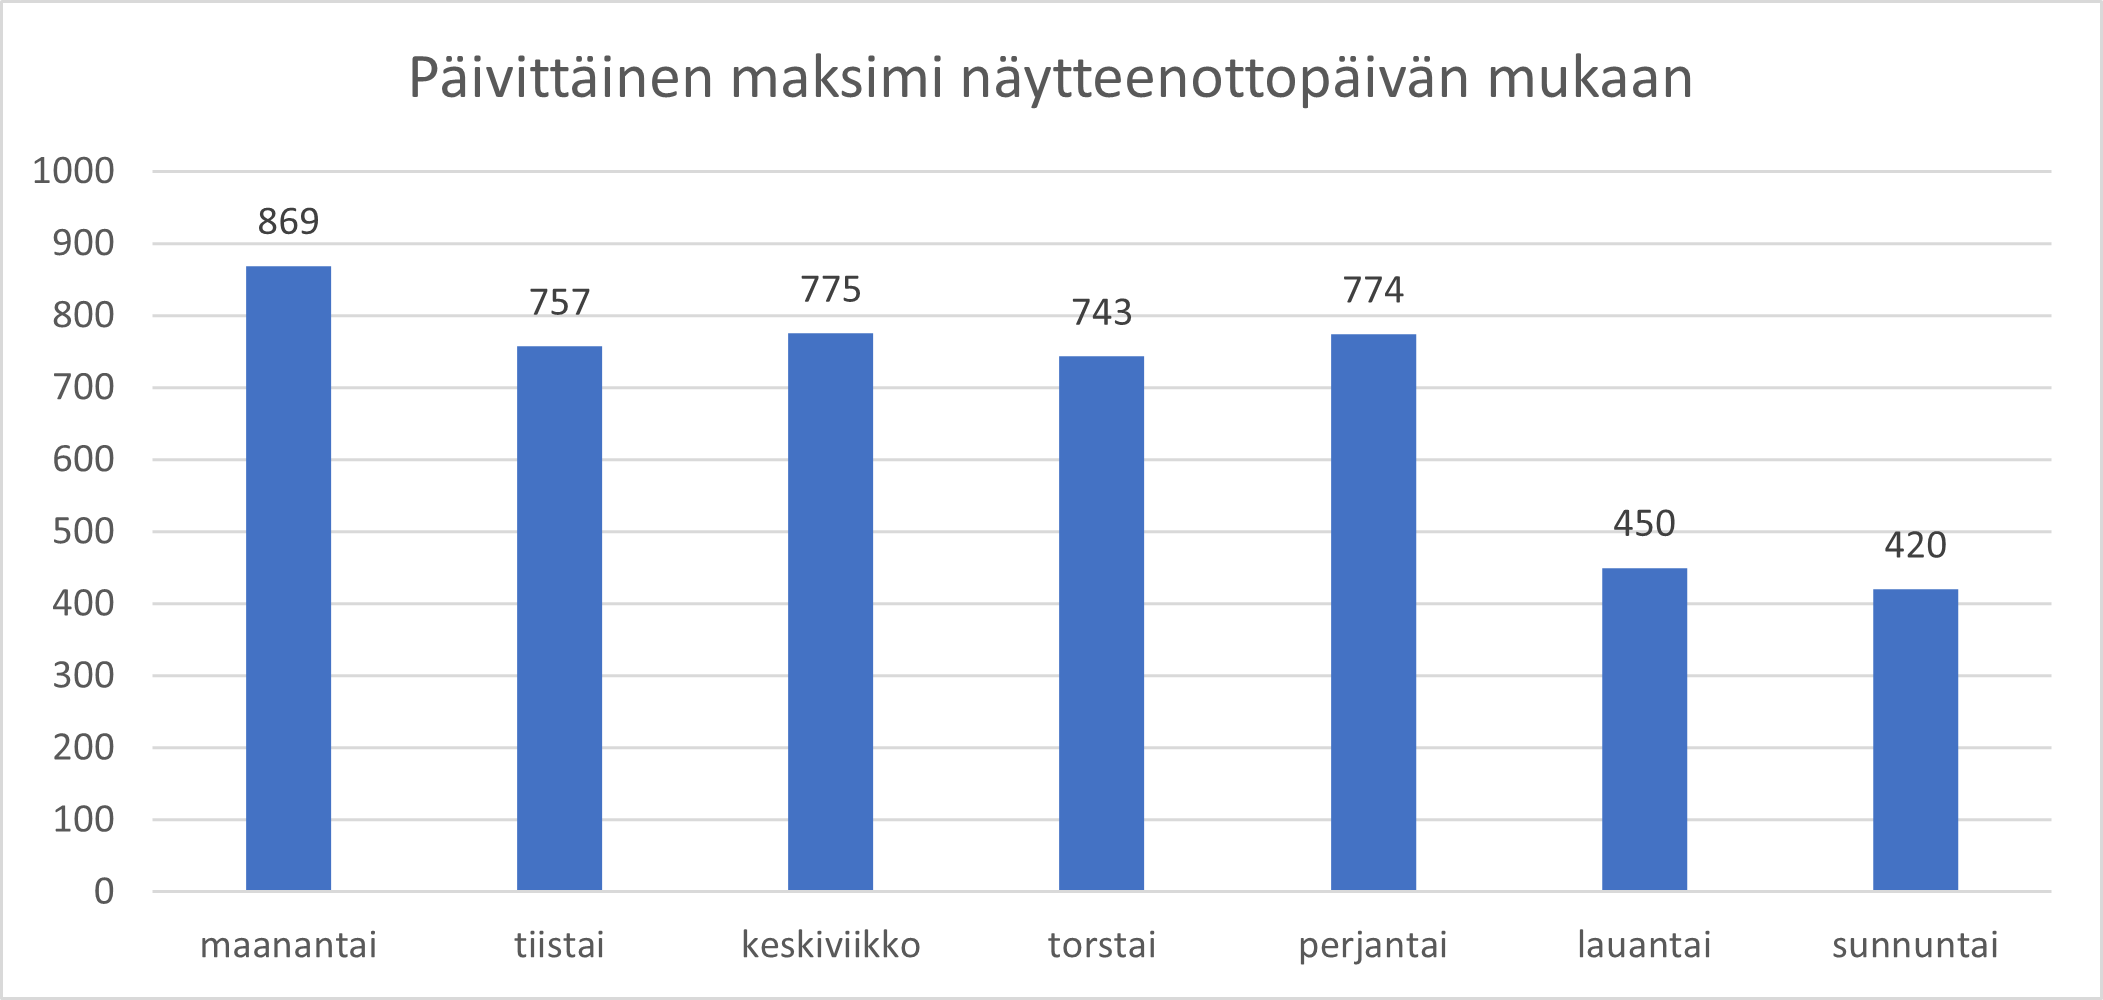 Päivittäinen maksimi näytteenottopäivän mukaan
1000
900
800
700
600
500
400
300
200
100
0
869
757
775
743
774
450
420
maanantai
tiistai
keskiviikko
torstai
perjantai
lauantai
sunnuntai